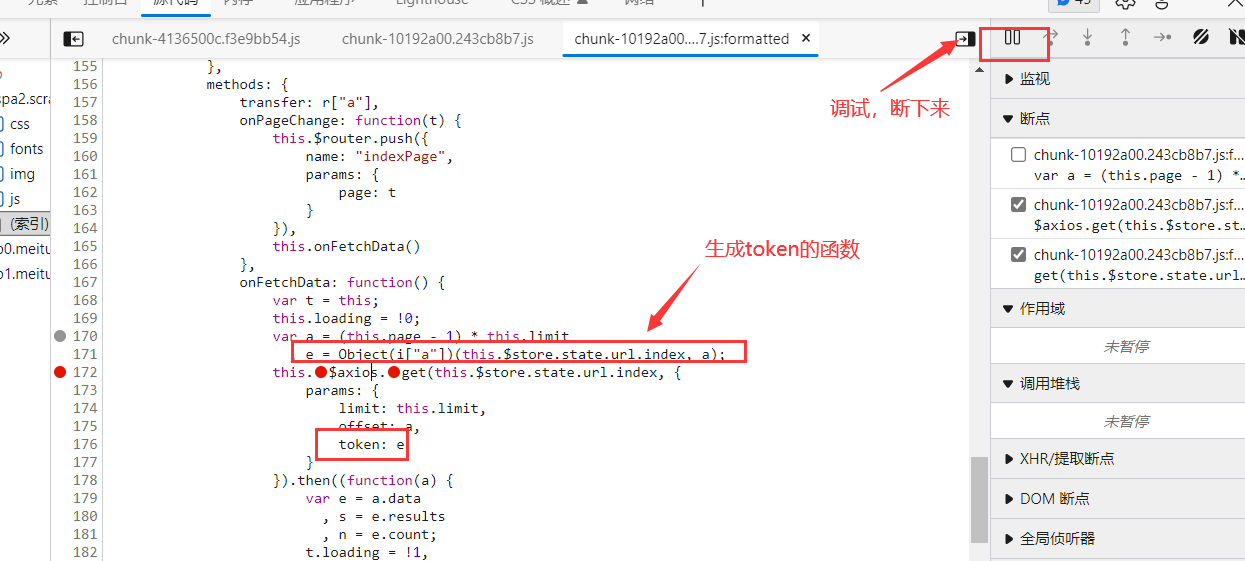 元素 控制台 源代码 内存 应用程序 Lighthouse CSS 概述 网络 + 45
chunk-4136500c.f3e9bb54.js chunk-10192a00.243cb8b7.js chunk-10192a00....7.js:formatted ×
调试，断下来
生成token的函数
spa2.scra
css
fonts
img
js
(索引)
p0.meitu
p1.meitu
155 },
156 methods: {
157 transfer: r["a"],
158 onPageChange: function(t) {
159 this.$router.push({
160 name: "indexPage",
161 params: {
162 page: t
163 }
164 }),
165 this.onFetchData()
166 },
167 onFetchData: function() {
168 var t = this;
169 this.loading = !0;
170 var a = (this.page - 1) * this.limit
171 e = Object(i["a"])(this.$store.state.url.index, a);
172 this.$axios.get(this.$store.state.url.index, {
173 params: {
174 limit: this.limit,
175 offset: a,
176 token: e
177 }
178 }).then((function(a) {
179 var e = a.data
180 , s = e.results
181 , n = e.count;
182 t.loading = !1,
监视
断点
chunk-10192a00.243cb8b7.js:f...
var a = (this.page - 1) *...
chunk-10192a00.243cb8b7.js:f...
$axios.get(this.$store.st...
chunk-10192a00.243cb8b7.js:f...
get(this.$store.state.url...
作用域
未暂停
调用堆栈
未暂停
XHR/提取断点
DOM 断点
全局侦听器